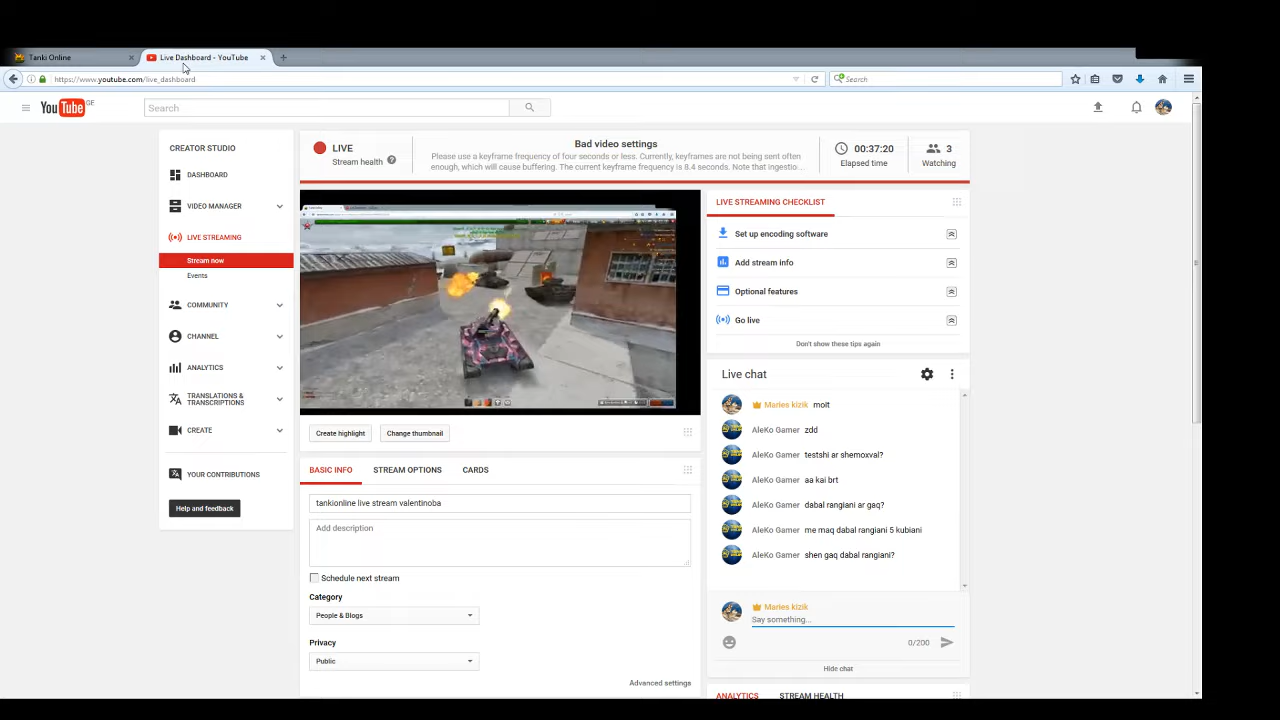 Tanki Online
Live Dashboard - YouTube
https://www.youtube.com/live_dashboard
Search
YouTube GE
Search
CREATOR STUDIO
DASHBOARD
VIDEO MANAGER
LIVE STREAMING
Stream now
Events
COMMUNITY
CHANNEL
ANALYTICS
TRANSLATIONS &
TRANSCRIPTIONS
CREATE
YOUR CONTRIBUTIONS
Help and feedback
LIVE
Stream health
Bad video settings
Please use a keyframe frequency of four seconds or less. Currently, keyframes are not being sent often
enough, which will cause buffering. The current keyframe frequency is 8.4 seconds. Note that ingestio...
00:37:20
Elapsed time
3
Watching
Create highlight
Change thumbnail
BASIC INFO
STREAM OPTIONS
CARDS
tankionline live stream valentinoba
Add description
Schedule next stream
Category
People & Blogs
Privacy
Public
Advanced settings
LIVE STREAMING CHECKLIST
Set up encoding software
Add stream info
Optional features
Go live
Don't show these tips again
Live chat
Maries kizik moit
AleKo Gamer zdd
AleKo Gamer testshi ar shemoxval?
AleKo Gamer aa kai brt
AleKo Gamer dabal rangiani ar gaq?
AleKo Gamer me maq dabal rangiani 5 kubiani
AleKo Gamer shen gaq dabal rangiani?
Maries kizik
Say something...
0/200
Hide chat
ANALYTICS
STREAM HEALTH